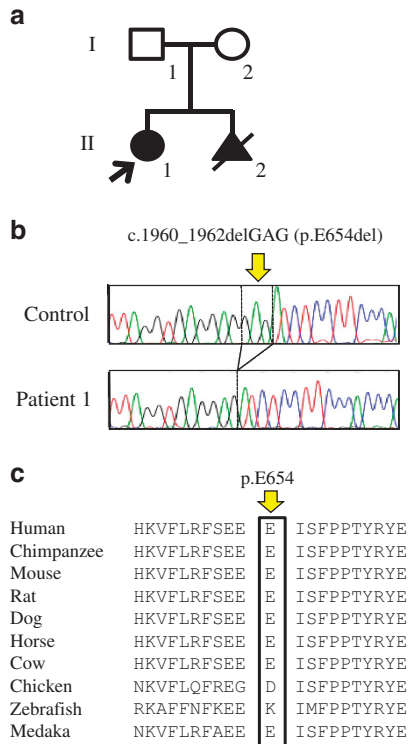 a
I
1 2
II
1 2
b
c.1960_1962delGAG (p.E654del)
Control
Patient 1
c
p.E654
Human HKVFLRFSEE E ISFPPTYRYE
Chimpanzee HKVFLRFSEE E ISFPPTYRYE
Mouse HKVFLRFSEE E ISFPPTYRYE
Rat HKVFLRFSEE E ISFPPTYRYE
Dog HKVFLRFSEE E ISFPPTYRYE
Horse HKVFLRFSEE E ISFPPTYRYE
Cow HKVFLRFSEE E ISFPPTYRYE
Chicken NKVFLQFREG D ISFPPTYRYE
Zebrafish RKAFFNFKEE K IMFPPTYRYE
Medaka NKVFLRFAEE E ISFPPTYRYE